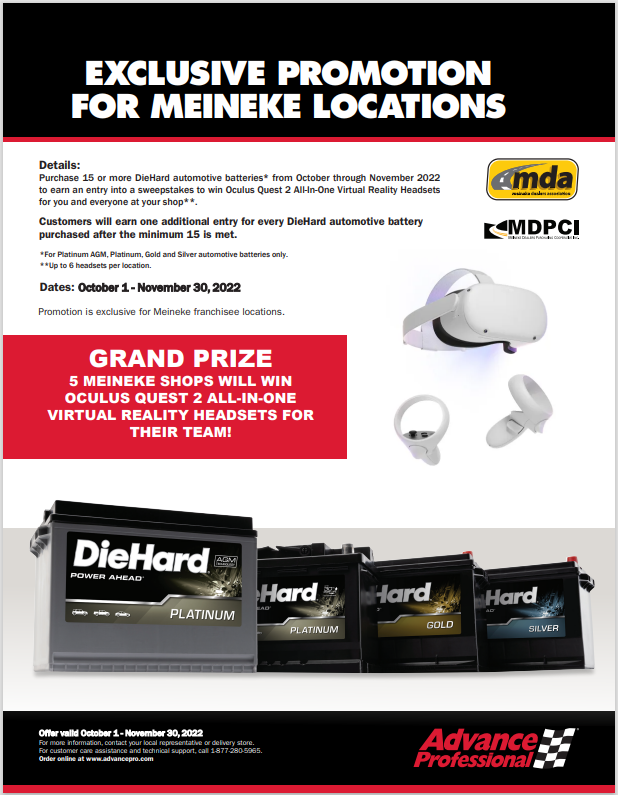 EXCLUSIVE PROMOTION
FOR MEINEKE LOCATIONS
Details:
Purchase 15 or more DieHard automotive batteries* from October through November 2022
to earn an entry into a sweepstakes to win Oculus Quest 2 All-In-One Virtual Reality Headsets
for you and everyone at your shop**.
Customers will earn one additional entry for every DieHard automotive battery
purchased after the minimum 15 is met.
*For Platinum AGM, Platinum, Gold and Silver automotive batteries only.
**Up to 6 headsets per location.
Dates: October 1 - November 30, 2022
Promotion is exclusive for Meineke franchisee locations.
mda
meineke dealers association
MDPCI
GRAND PRIZE
5 MEINEKE SHOPS WILL WIN
OCULUS QUEST 2 ALL-IN-ONE
VIRTUAL REALITY HEADSETS FOR
THEIR TEAM!
DieHard
AGM
POWER AHEAD
PLATINUM
eHard
EAD
PLATINUM
Hard
GOLD
Hard
SILVER
Offer valid October 1 - November 30, 2022
For more information, contact your local representative or delivery store.
For customer care assistance and technical support, call 1-877-280-5965.
Order online at www.advancepro.com
Advance
Professional